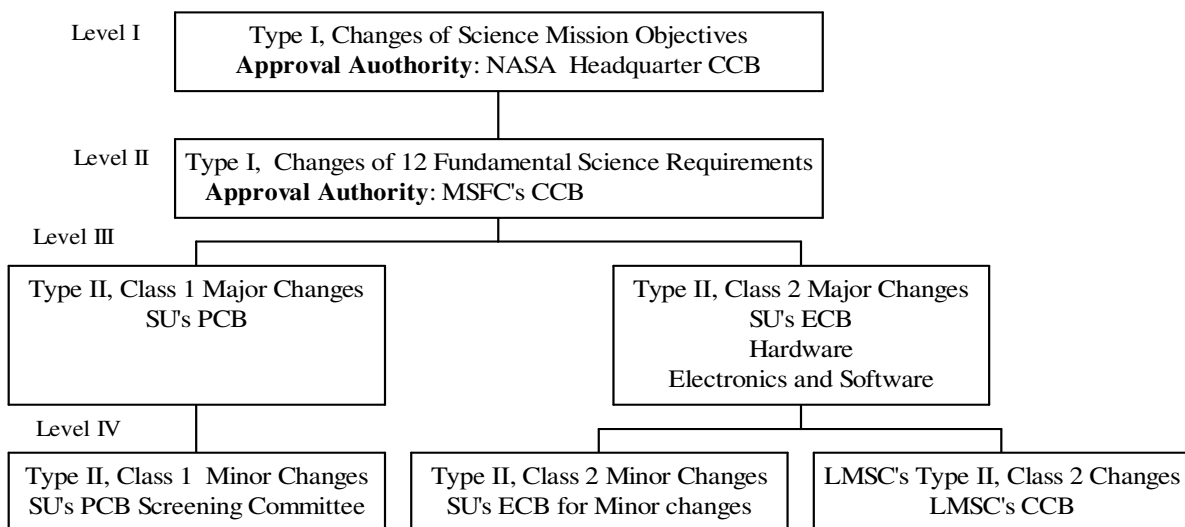 Level I
Type I, Changes of Science Mission Objectives
Approval Auothority: NASA Headquarter CCB
Level II
Type I, Changes of 12 Fundamental Science Requirements
Approval Authority: MSFC's CCB
Level III
Type II, Class 1 Major Changes
SU's PCB
Type II, Class 2 Major Changes
SU's ECB
Hardware
Electronics and Software
Level IV
Type II, Class 1 Minor Changes
SU's PCB Screening Committee
Type II, Class 2 Minor Changes
SU's ECB for Minor changes
LMSC's Type II, Class 2 Changes
LMSC's CCB